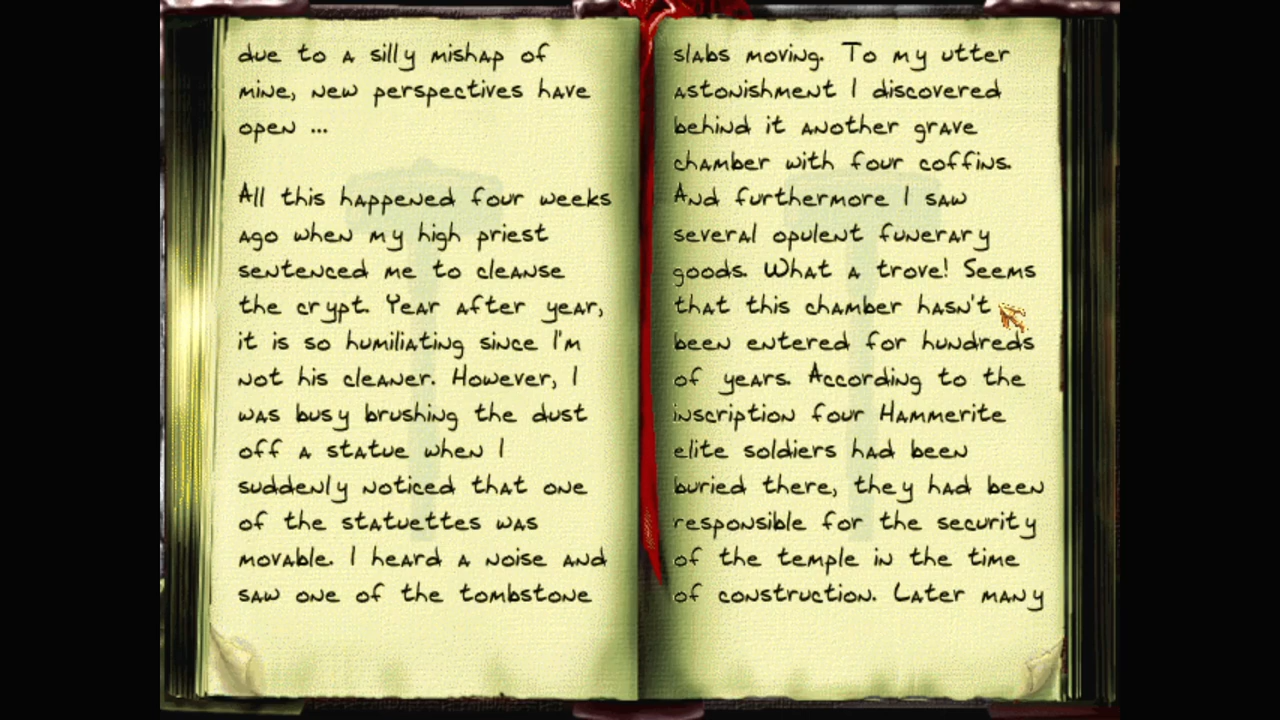 due to a silly mishap of
mine, new perspectives have
open ...
All this happened four weeks
ago when my high priest
sentenced me to cleanse
the crypt. Year after year,
it is so humiliating since I'm
not his cleaner. However, I
was busy brushing the dust
off a statue when I
suddenly noticed that one
of the statuettes was
movable. I heard a noise and
saw one of the tombstone
slabs moving. To my utter
astonishment I discovered
behind it another grave
chamber with four coffins.
And furthermore I saw
several opulent funerary
goods. What a trove! Seems
that this chamber hasn't
been entered for hundreds
of years. According to the
inscription four Hammerite
elite soldiers had been
buried there, they had been
responsible for the security
of the temple in the time
of construction. Later many